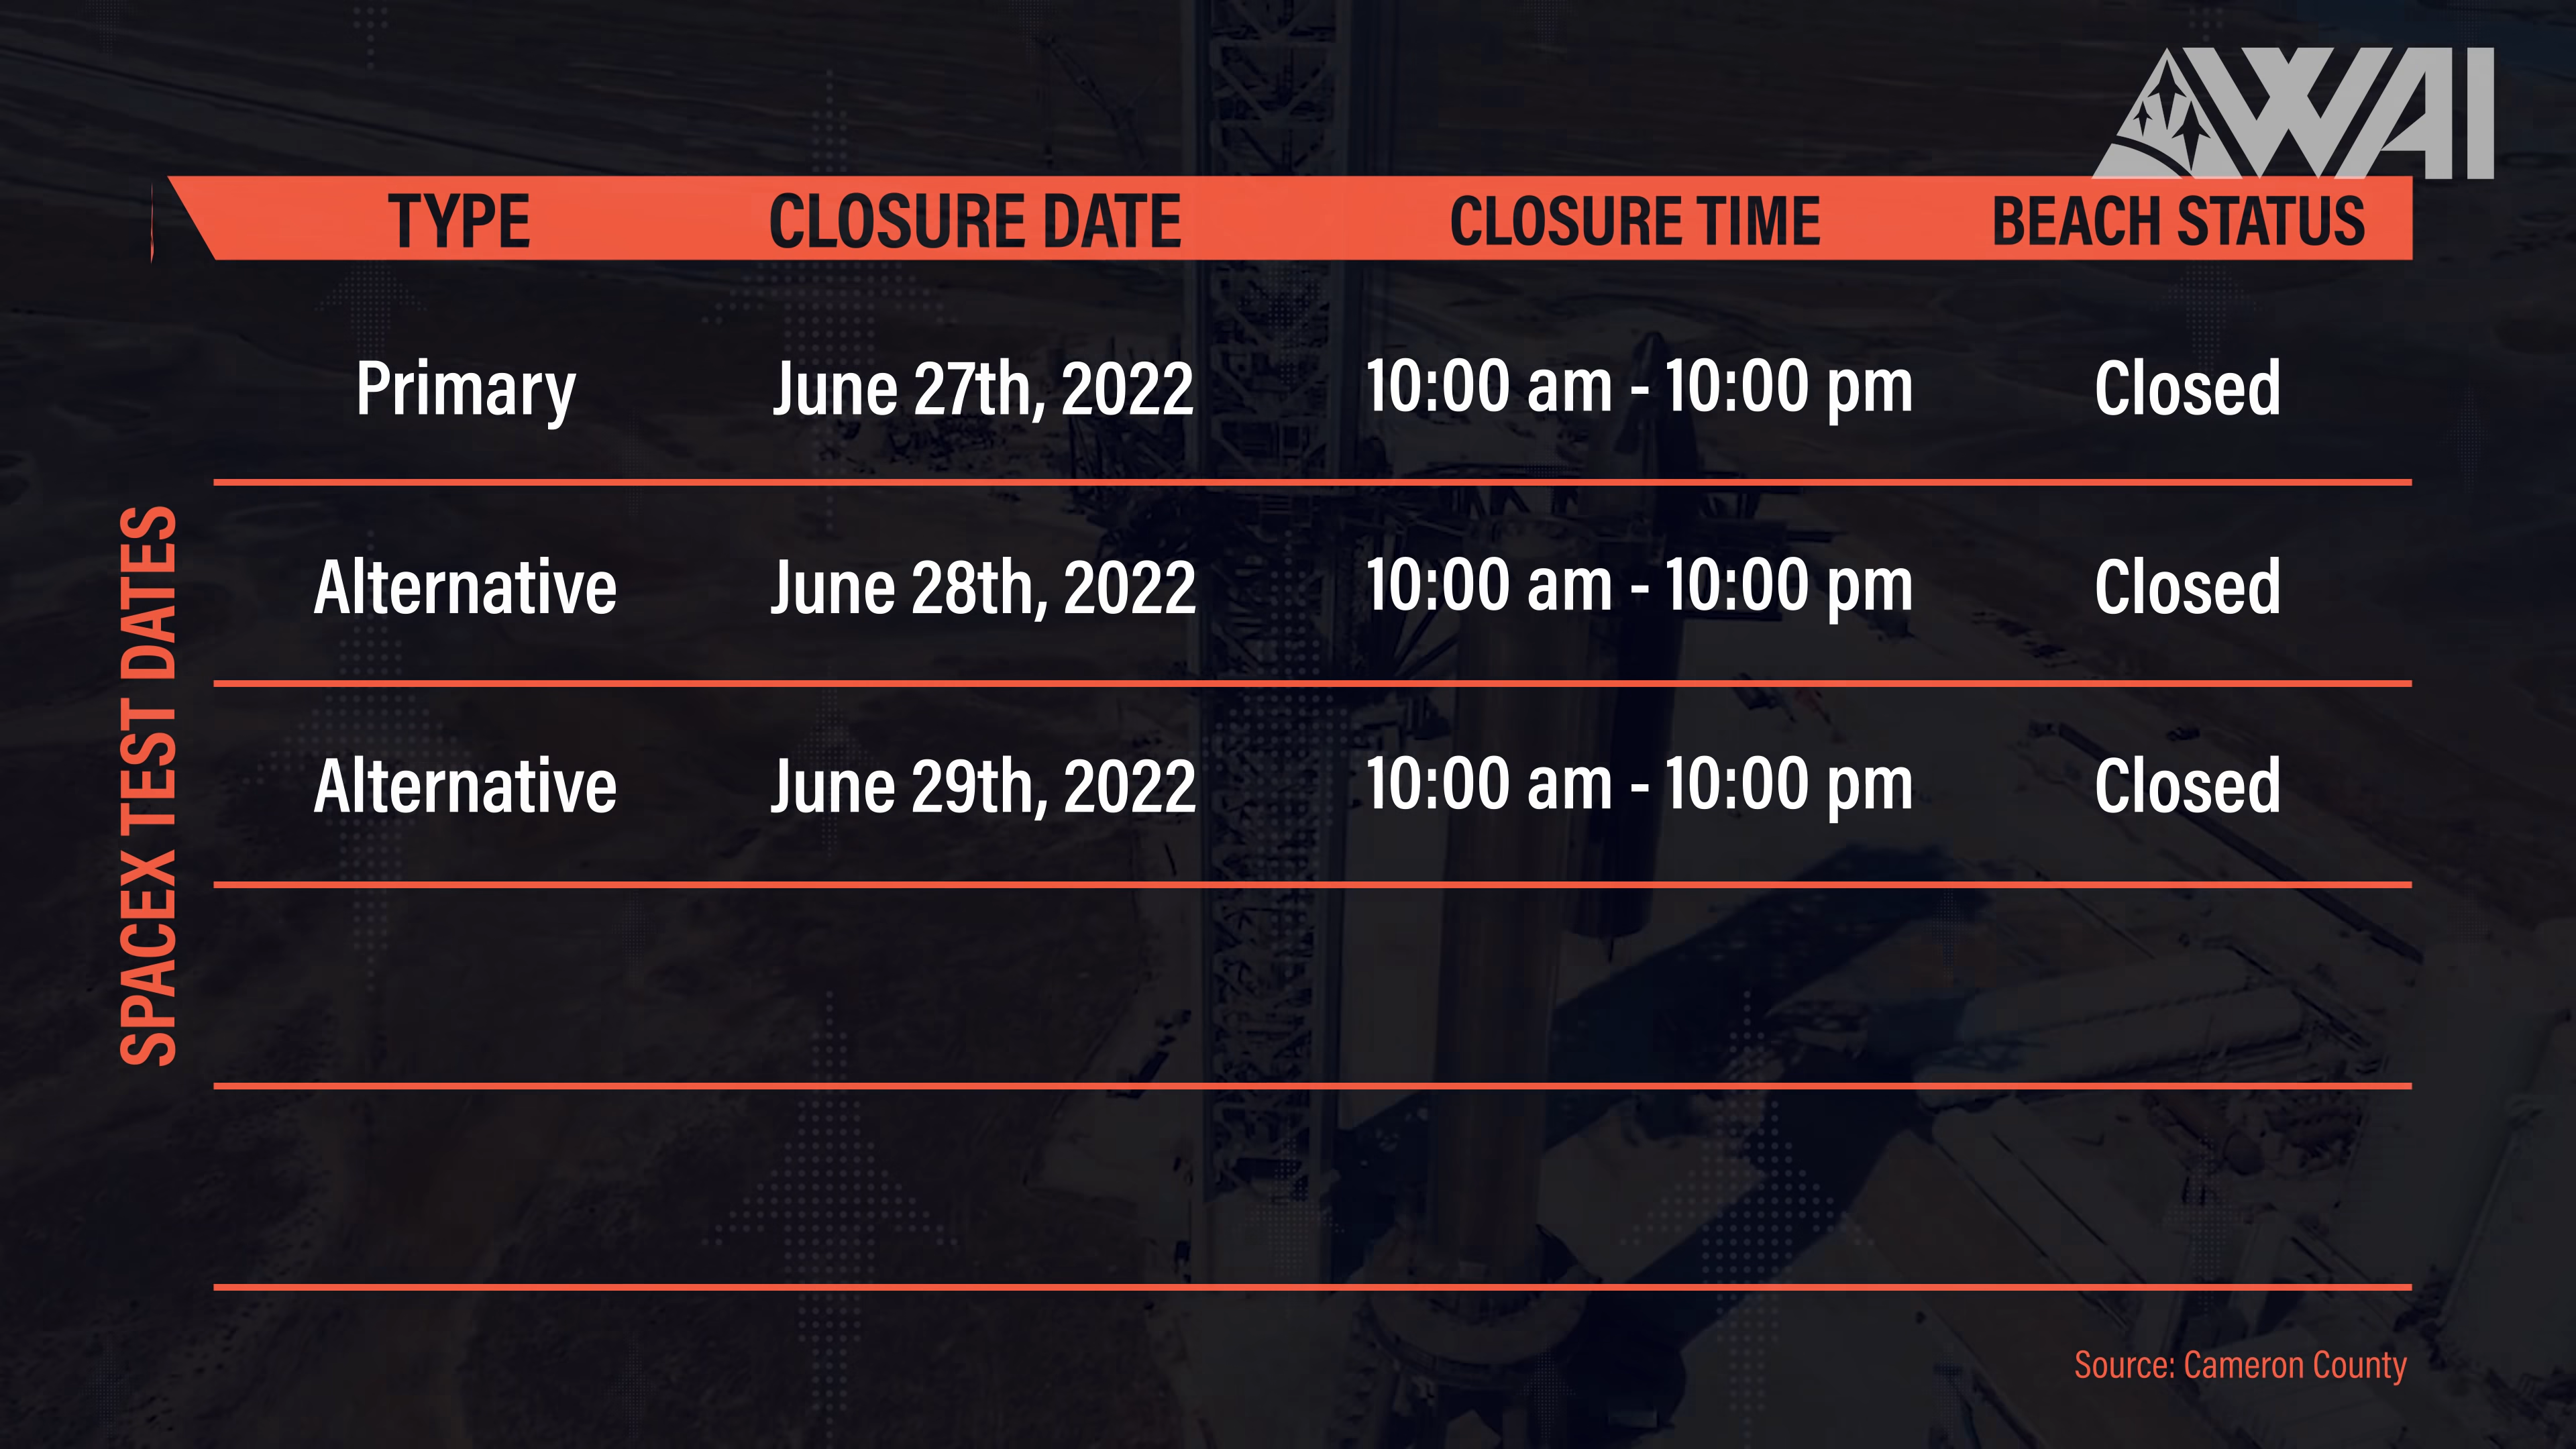 WAI
TYPE CLOSURE DATE CLOSURE TIME BEACH STATUS
Primary June 27th, 2022 10:00 am - 10:00 pm Closed
Alternative June 28th, 2022 10:00 am - 10:00 pm Closed
Alternative June 29th, 2022 10:00 am - 10:00 pm Closed
SPACEX TEST DATES
Source: Cameron County